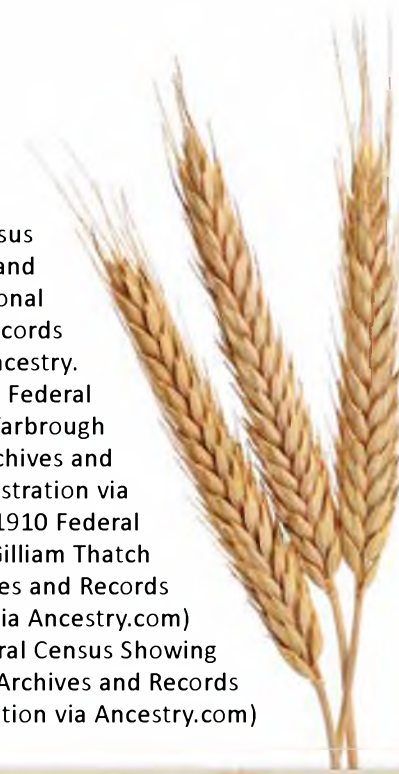 sus
and
onal
cords
ncestry.
Federal
arbrough
chives and
stration via
1910 Federal
Gilliam Thatch
es and Records
ia Ancestry.com)
ral Census Showing
Archives and Records
tion via Ancestry.com)